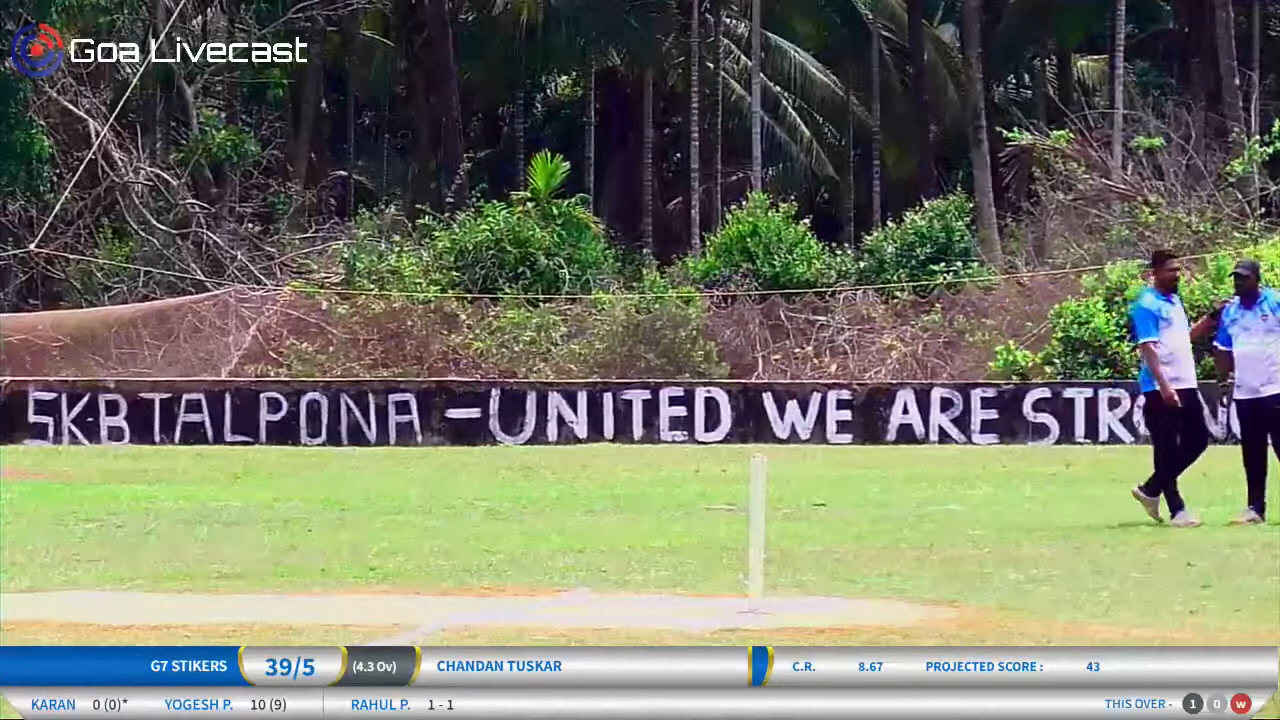 Goa Livecast
SKB TALPONA - UNITED WE ARE STRONG
G7 STIKERS 39/5 (4.3 Ov) CHANDAN TUSKAR C.R. 8.67 PROJECTED SCORE : 43
KARAN 0 (0)* YOGESH P. 10 (9) RAHUL P. 1 - 1 THIS OVER - 1 0 W